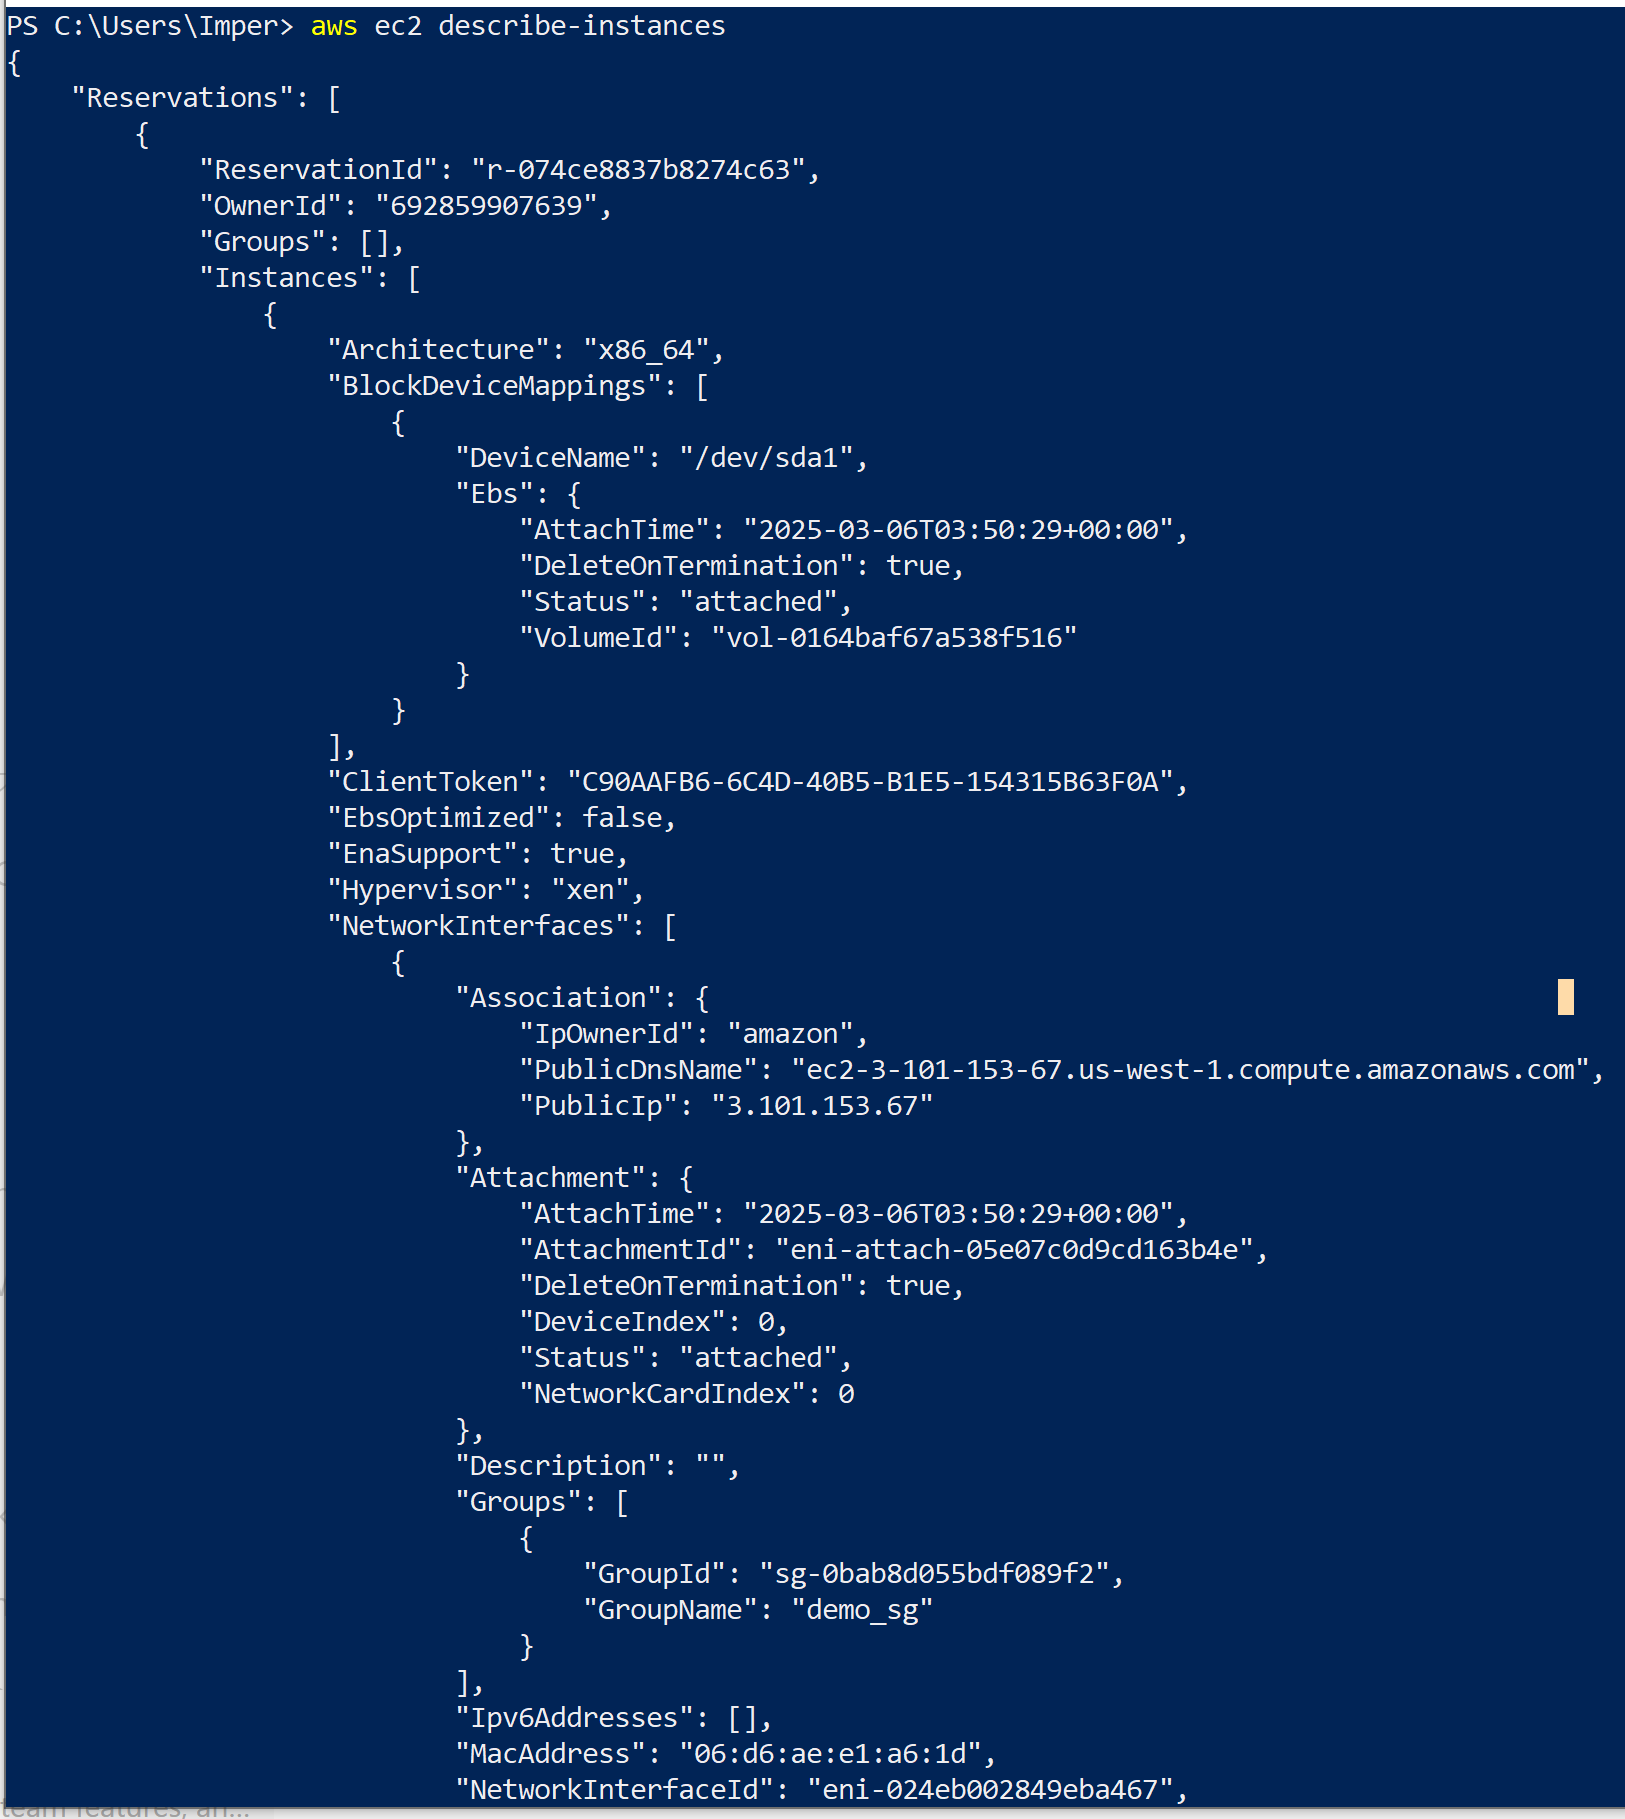 PS C:\Users\Imper> aws ec2 describe-instances
{
    "Reservations": [
        {
            "ReservationId": "r-074ce8837b8274c63",
            "OwnerId": "692859907639",
            "Groups": [],
            "Instances": [
                {
                    "Architecture": "x86_64",
                    "BlockDeviceMappings": [
                        {
                            "DeviceName": "/dev/sda1",
                            "Ebs": {
                                "AttachTime": "2025-03-06T03:50:29+00:00",
                                "DeleteOnTermination": true,
                                "Status": "attached",
                                "VolumeId": "vol-0164baf67a538f516"
                            }
                        }
                    ],
                    "ClientToken": "C90AAFB6-6C4D-40B5-B1E5-154315B63F0A",
                    "EbsOptimized": false,
                    "EnaSupport": true,
                    "Hypervisor": "xen",
                    "NetworkInterfaces": [
                        {
                            "Association": {
                                "IpOwnerId": "amazon",
                                "PublicDnsName": "ec2-3-101-153-67.us-west-1.compute.amazonaws.com",
                                "PublicIp": "3.101.153.67"
                            },
                            "Attachment": {
                                "AttachTime": "2025-03-06T03:50:29+00:00",
                                "AttachmentId": "eni-attach-05e07c0d9cd163b4e",
                                "DeleteOnTermination": true,
                                "DeviceIndex": 0,
                                "Status": "attached",
                                "NetworkCardIndex": 0
                            },
                            "Description": "",
                            "Groups": [
                                {
                                    "GroupId": "sg-0bab8d055bdf089f2",
                                    "GroupName": "demo_sg"
                                }
                            ],
                            "Ipv6Addresses": [],
                            "MacAddress": "06:d6:ae:e1:a6:1d",
                            "NetworkInterfaceId": "eni-024eb002849eba467",
team features, an...